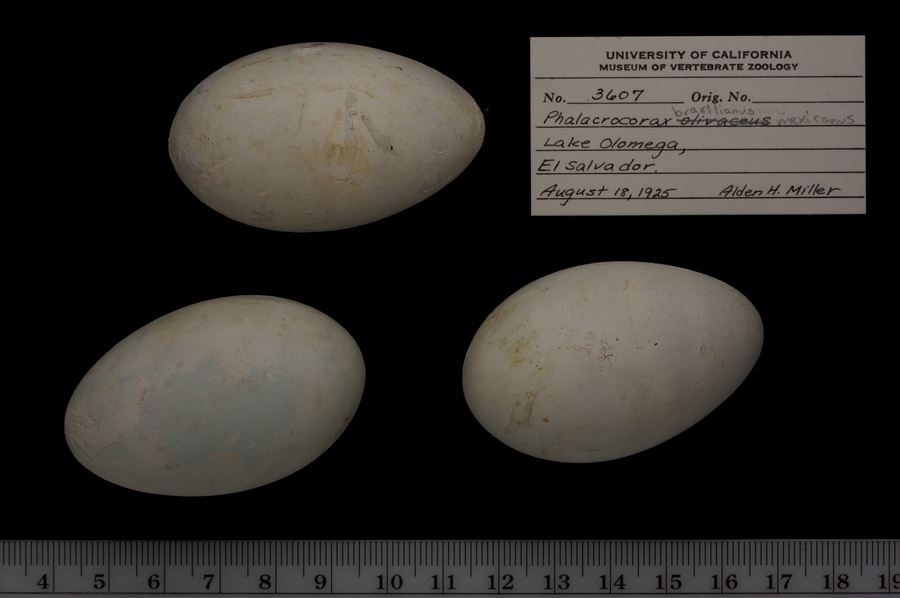 UNIVERSITY OF CALIFORNIA
MUSEUM OF VERTEBRATE ZOOLOGY
No. 3607 Orig. No.
brasilianus
Phalacrocorax olivaceus mexicanus
Lake Olomega,
El Salvador.
August 18, 1925 Alden H. Miller
4 5 6 7 8 9 10 11 12 13 14 15 16 17 18 19